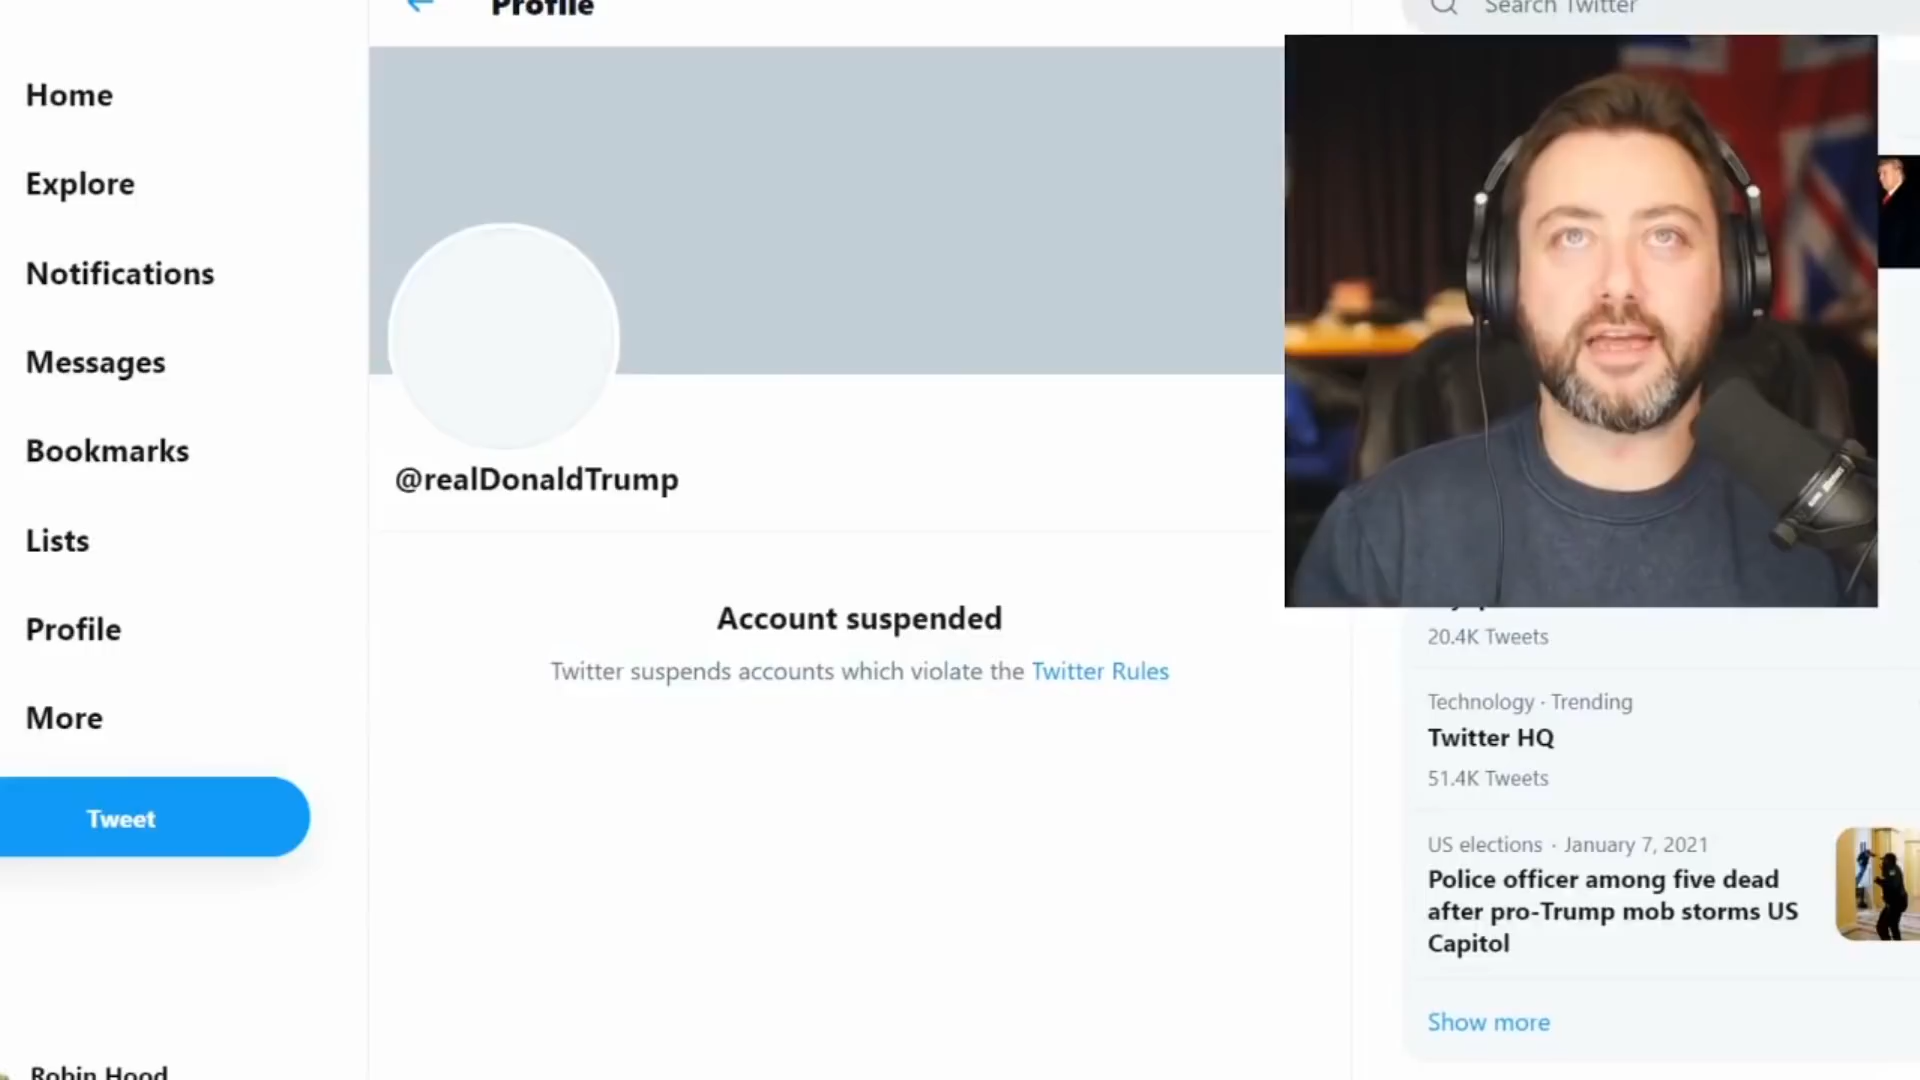 Profile
Search Twitter
Home
Explore
Notifications
Messages
Bookmarks
Lists
Profile
More
Tweet
Robin Hood
@realDonaldTrump
Account suspended
Twitter suspends accounts which violate the Twitter Rules
20.4K Tweets
Technology · Trending
Twitter HQ
51.4K Tweets
US elections · January 7, 2021
Police officer among five dead
after pro-Trump mob storms US
Capitol
Show more